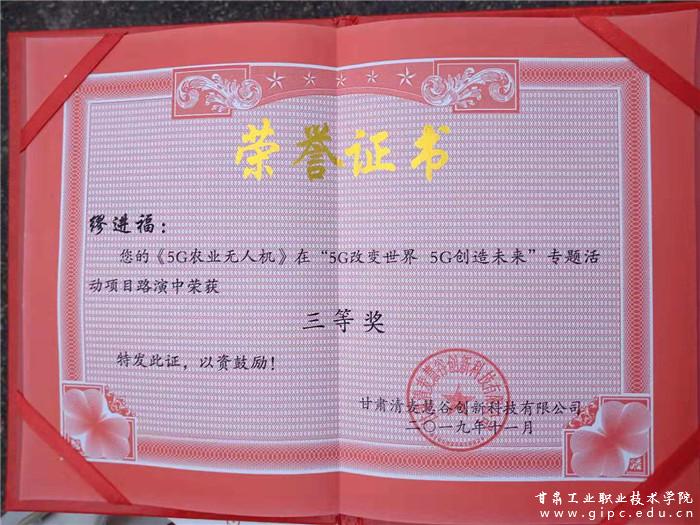 荣誉证书
缪进福：
您的《5G农业无人机》在“5G改变世界 5G创造未来”专题活
动项目路演中荣获
三等奖
特发此证，以资鼓励！
甘肃清友慧谷创新科技有限公司
二〇一九年十一月
甘肃工业职业技术学院
www.gipc.edu.cn